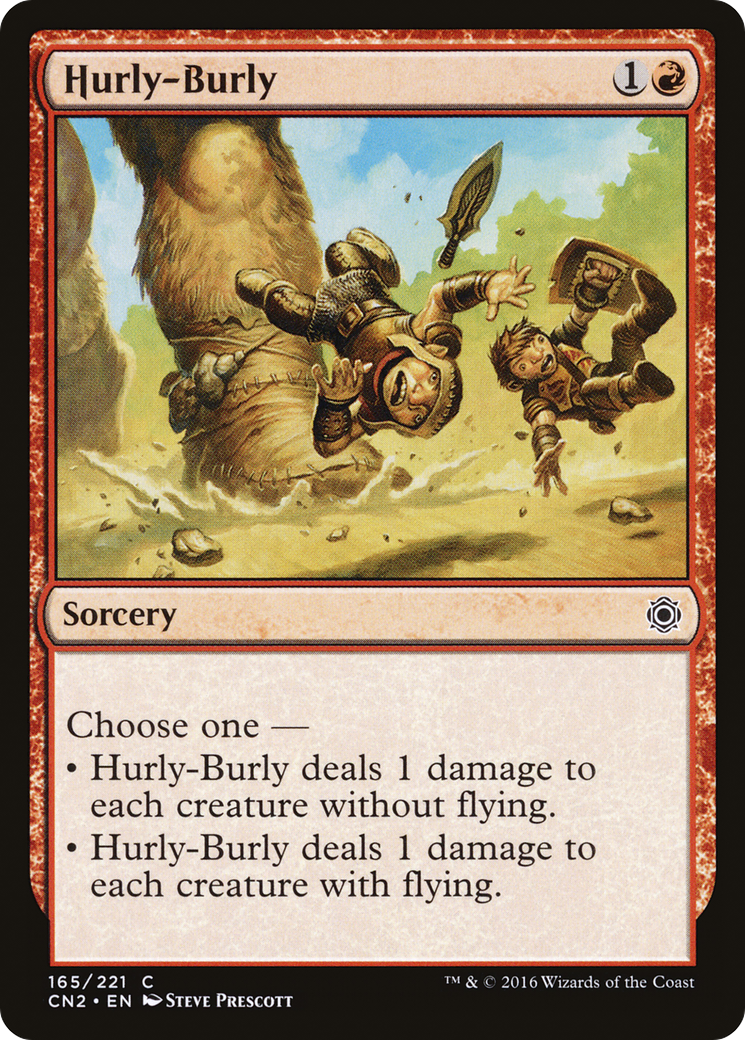 Hurly-Burly 1
Sorcery
Choose one —
• Hurly-Burly deals 1 damage to
each creature without flying.
• Hurly-Burly deals 1 damage to
each creature with flying.
165/221 C
CN2 • EN Steve Prescott
™ & © 2016 Wizards of the Coast